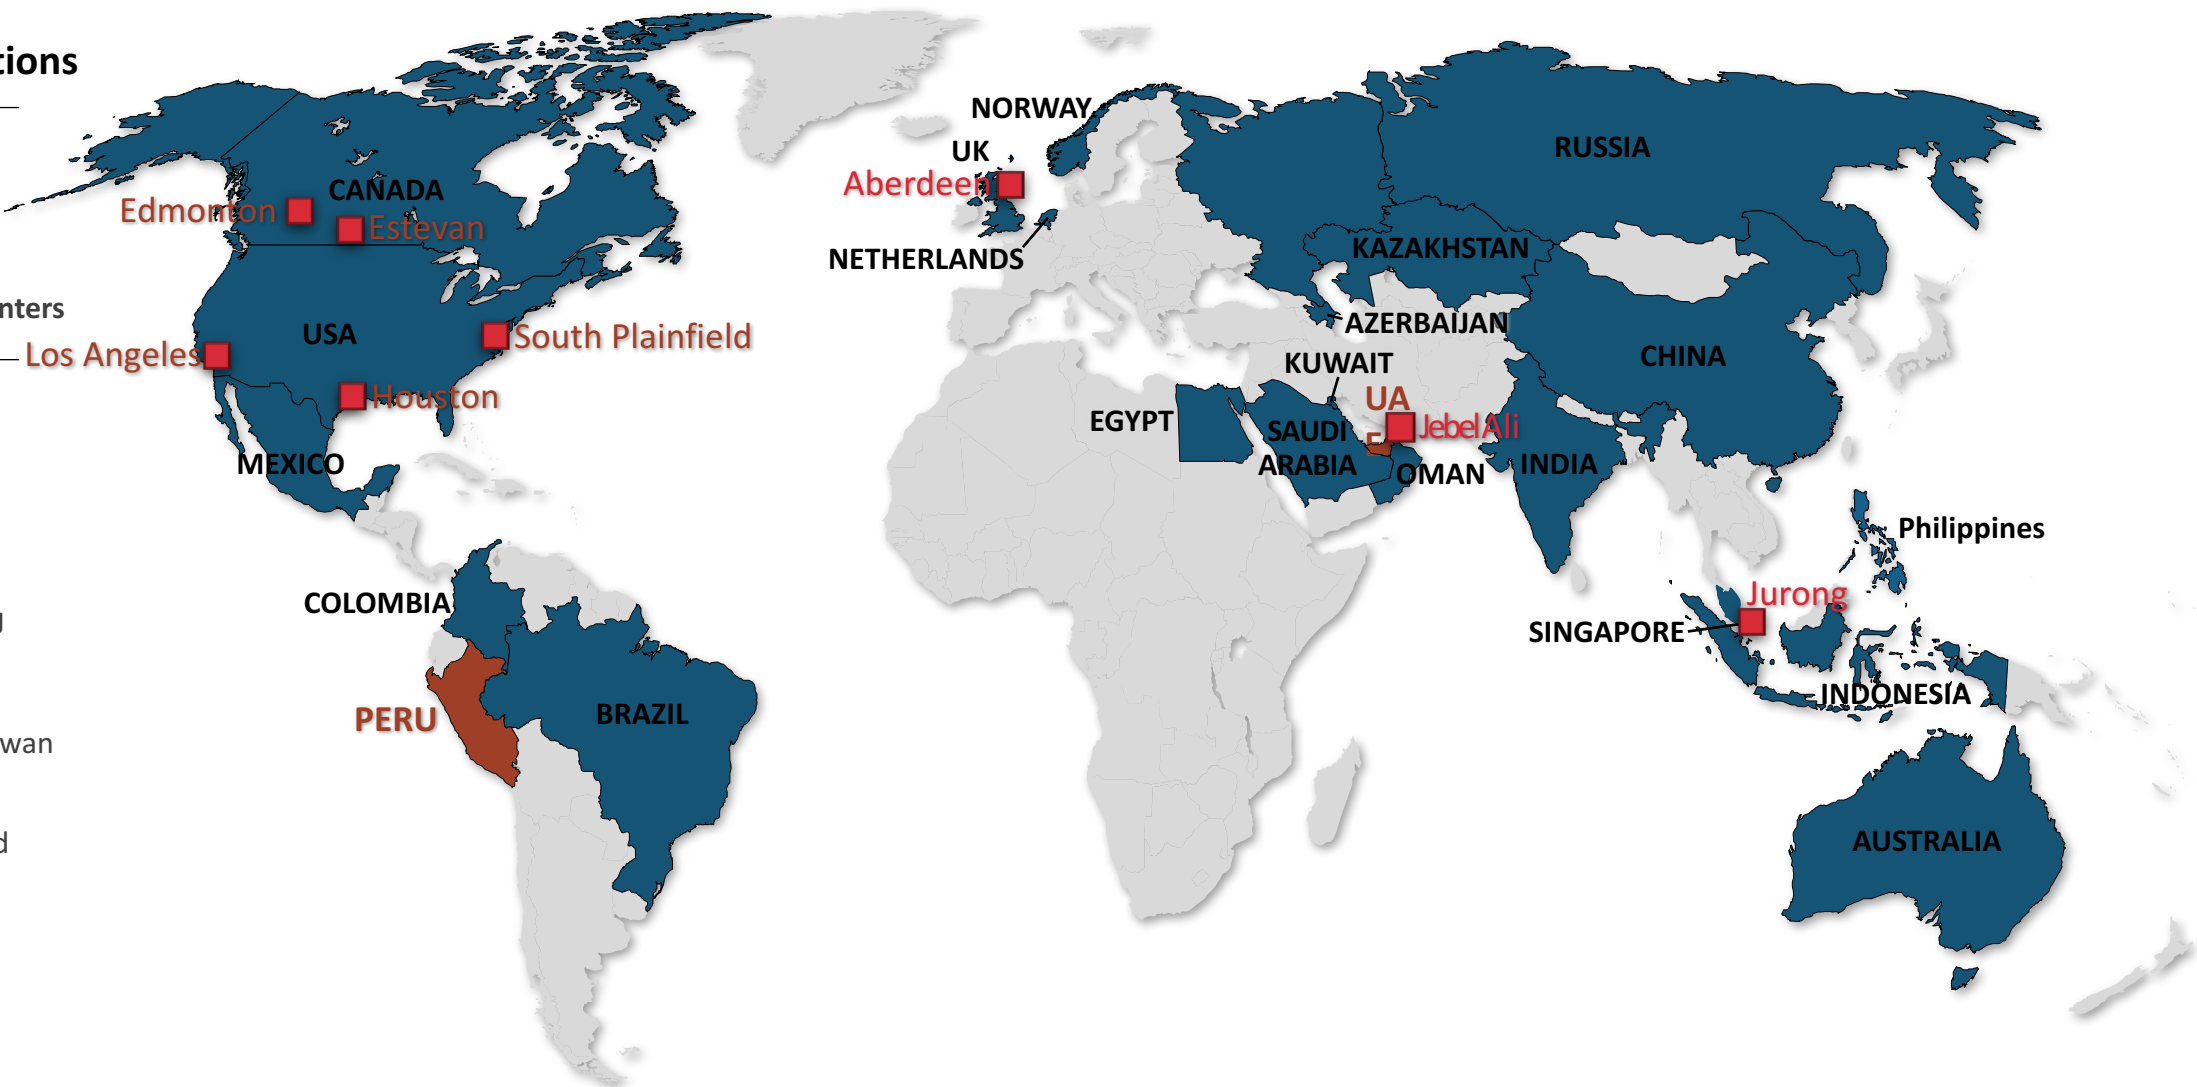 tions
nters
g
wan
d
NORWAY
UK
Aberdeen
NETHERLANDS
RUSSIA
CANADA
Edmonton
Estevan
KAZAKHSTAN
USA
South Plainfield
Los Angeles
Houston
AZERBAIJAN
KUWAIT
CHINA
UA
E
Jebel Ali
EGYPT
SAUDI
ARABIA
OMAN
INDIA
MEXICO
Philippines
COLOMBIA
Jurong
SINGAPORE
INDONESIA
PERU
BRAZIL
AUSTRALIA